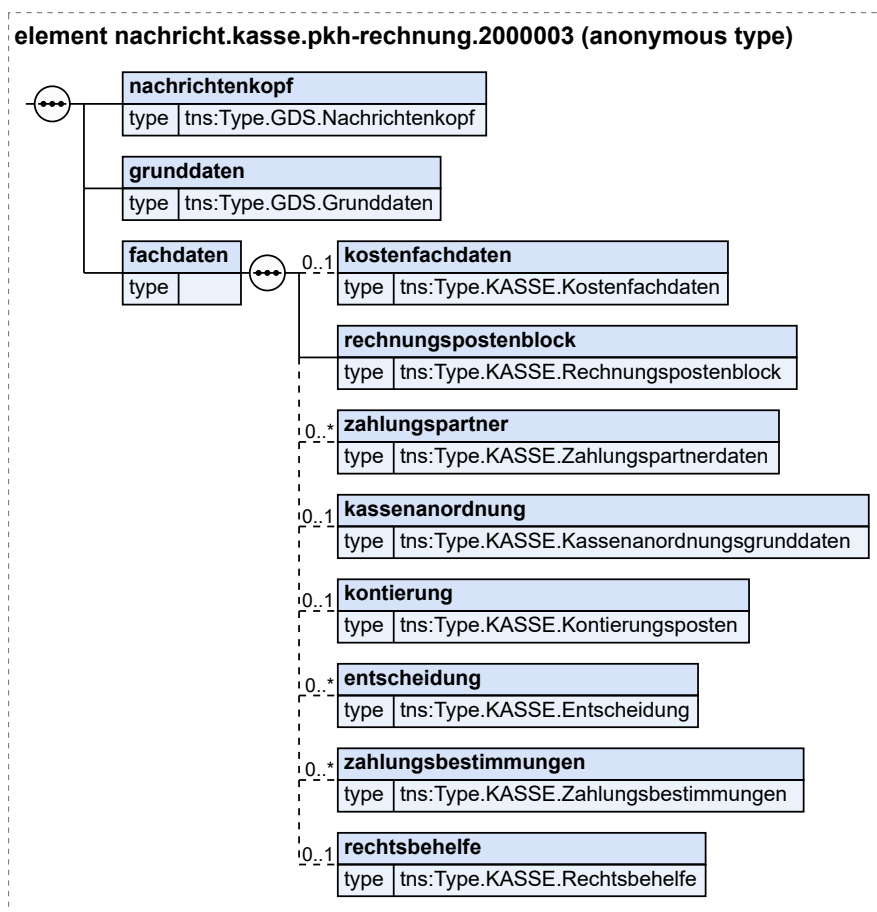 element nachricht.kasse.pkh-rechnung.2000003 (anonymous type)
nachrichtenkopf
type tns:Type.GDS.Nachrichtenkopf
grunddaten
type tns:Type.GDS.Grunddaten
fachdaten
type
0..1 kostenfachdaten
type tns:Type.KASSE.Kostenfachdaten
rechnungspostenblock
type tns:Type.KASSE.Rechnungspostenblock
0..* zahlungspartner
type tns:Type.KASSE.Zahlungspartnerdaten
0..1 kassenanordnung
type tns:Type.KASSE.Kassenanordnungsgrunddaten
0..1 kontierung
type tns:Type.KASSE.Kontierungsposten
0..* entscheidung
type tns:Type.KASSE.Entscheidung
0..* zahlungsbestimmungen
type tns:Type.KASSE.Zahlungsbestimmungen
0..1 rechtsbehelfe
type tns:Type.KASSE.Rechtsbehelfe